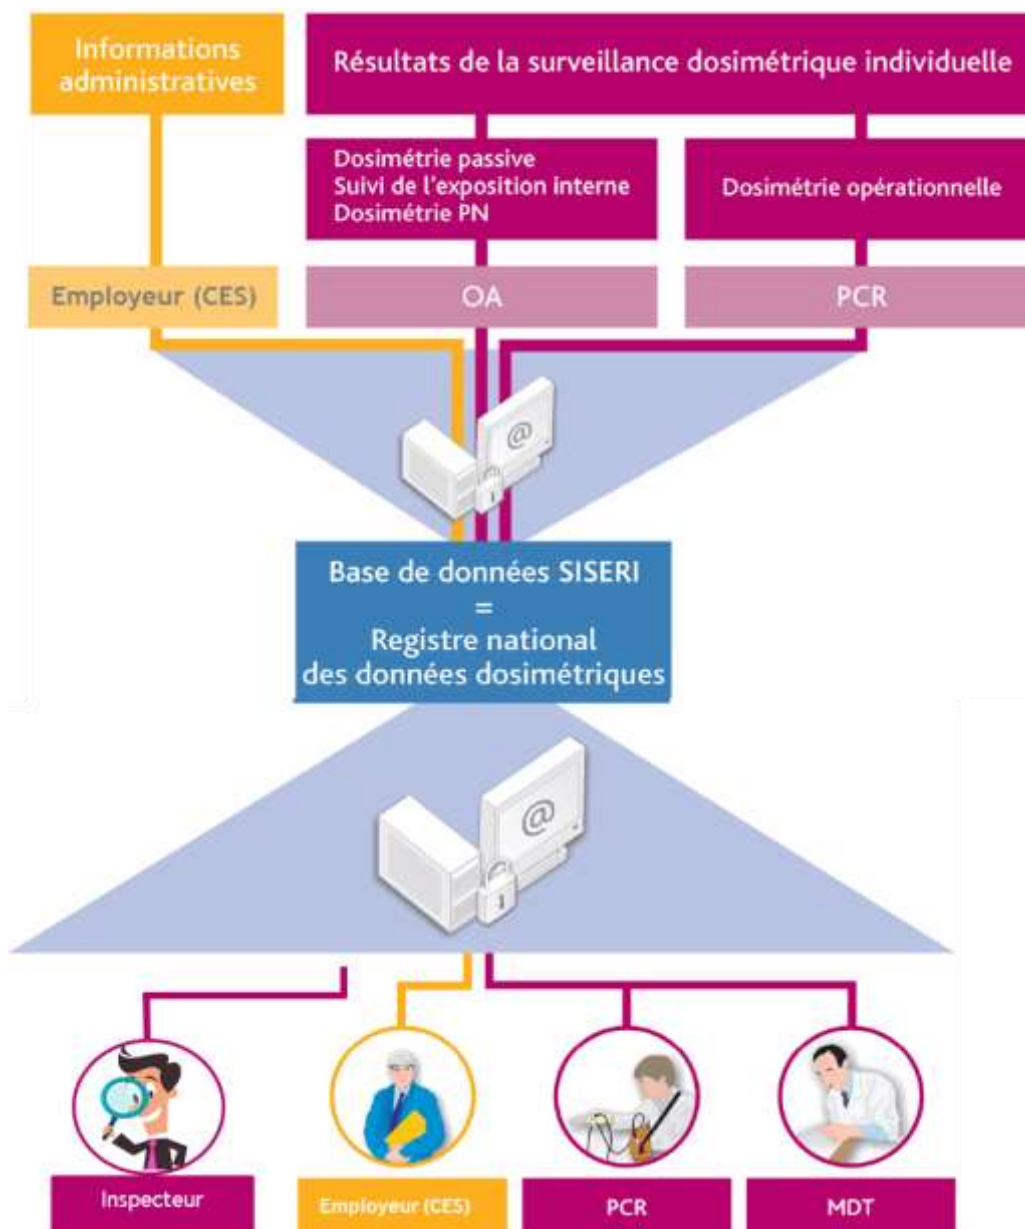 Informations
administratives
Résultats de la surveillance dosimétrique individuelle
Dosimétrie passive
Suivi de l'exposition interne
Dosimétrie PN
Dosimétrie opérationnelle
Employeur (CES)
OA
PCR
@
Base de données SISERI
=
Registre national
des données dosimétriques
@
Inspecteur
Employeur (CES)
PCR
MDT